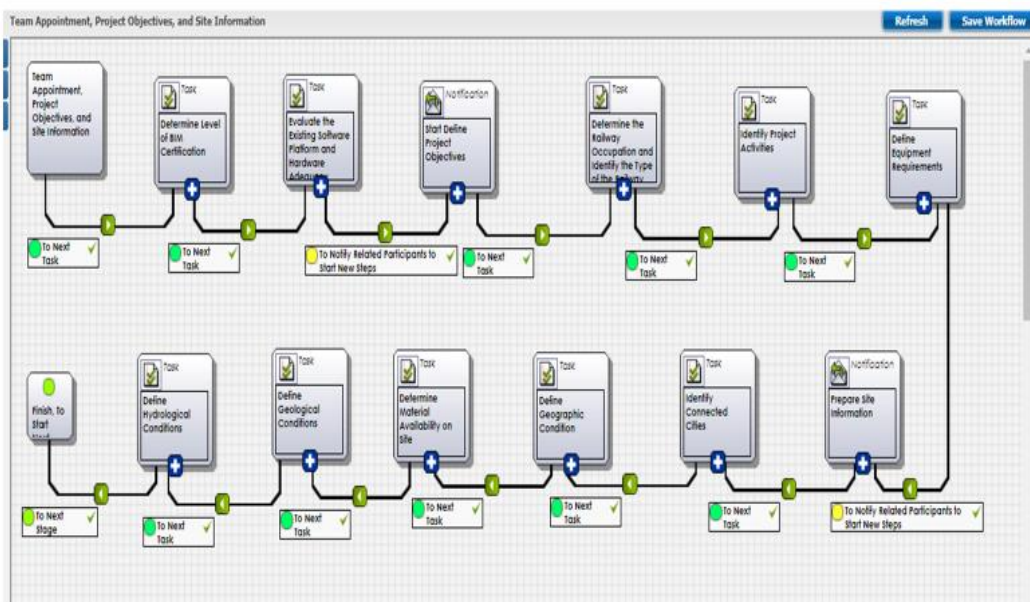 Team Appointment, Project Objectives, and Site Information
Refresh
Save Workflow
Team
Appointment,
Project
Objectives, and
Site Information
Task
Determine Level
of BIM
Certification
Task
Evaluate the
Existing Software
Platform and
Hardware
Adequacy
Notification
Start Define
Project
Objectives
Task
Determine the
Railway
Occupation and
Identify the Type
of the Railway
Task
Identify Project
Activities
Task
Define
Equipment
Requirements
To Next
Task
To Next
Task
To Notify Related Participants to
Start New Steps
To Next
Task
To Next
Task
To Next
Task
Finish, to
Start
Next
Task
Define
Hydrological
Conditions
Task
Define
Geological
Conditions
Task
Determine
Material
Availability on
Site
Task
Define
Geographic
Condition
Task
Identify
Connected
Cities
Notification
Prepare Site
Information
To Next
Stage
To Next
Task
To Next
Task
To Next
Task
To Next
Task
To Next
Task
To Notify Related Participants to
Start New Steps